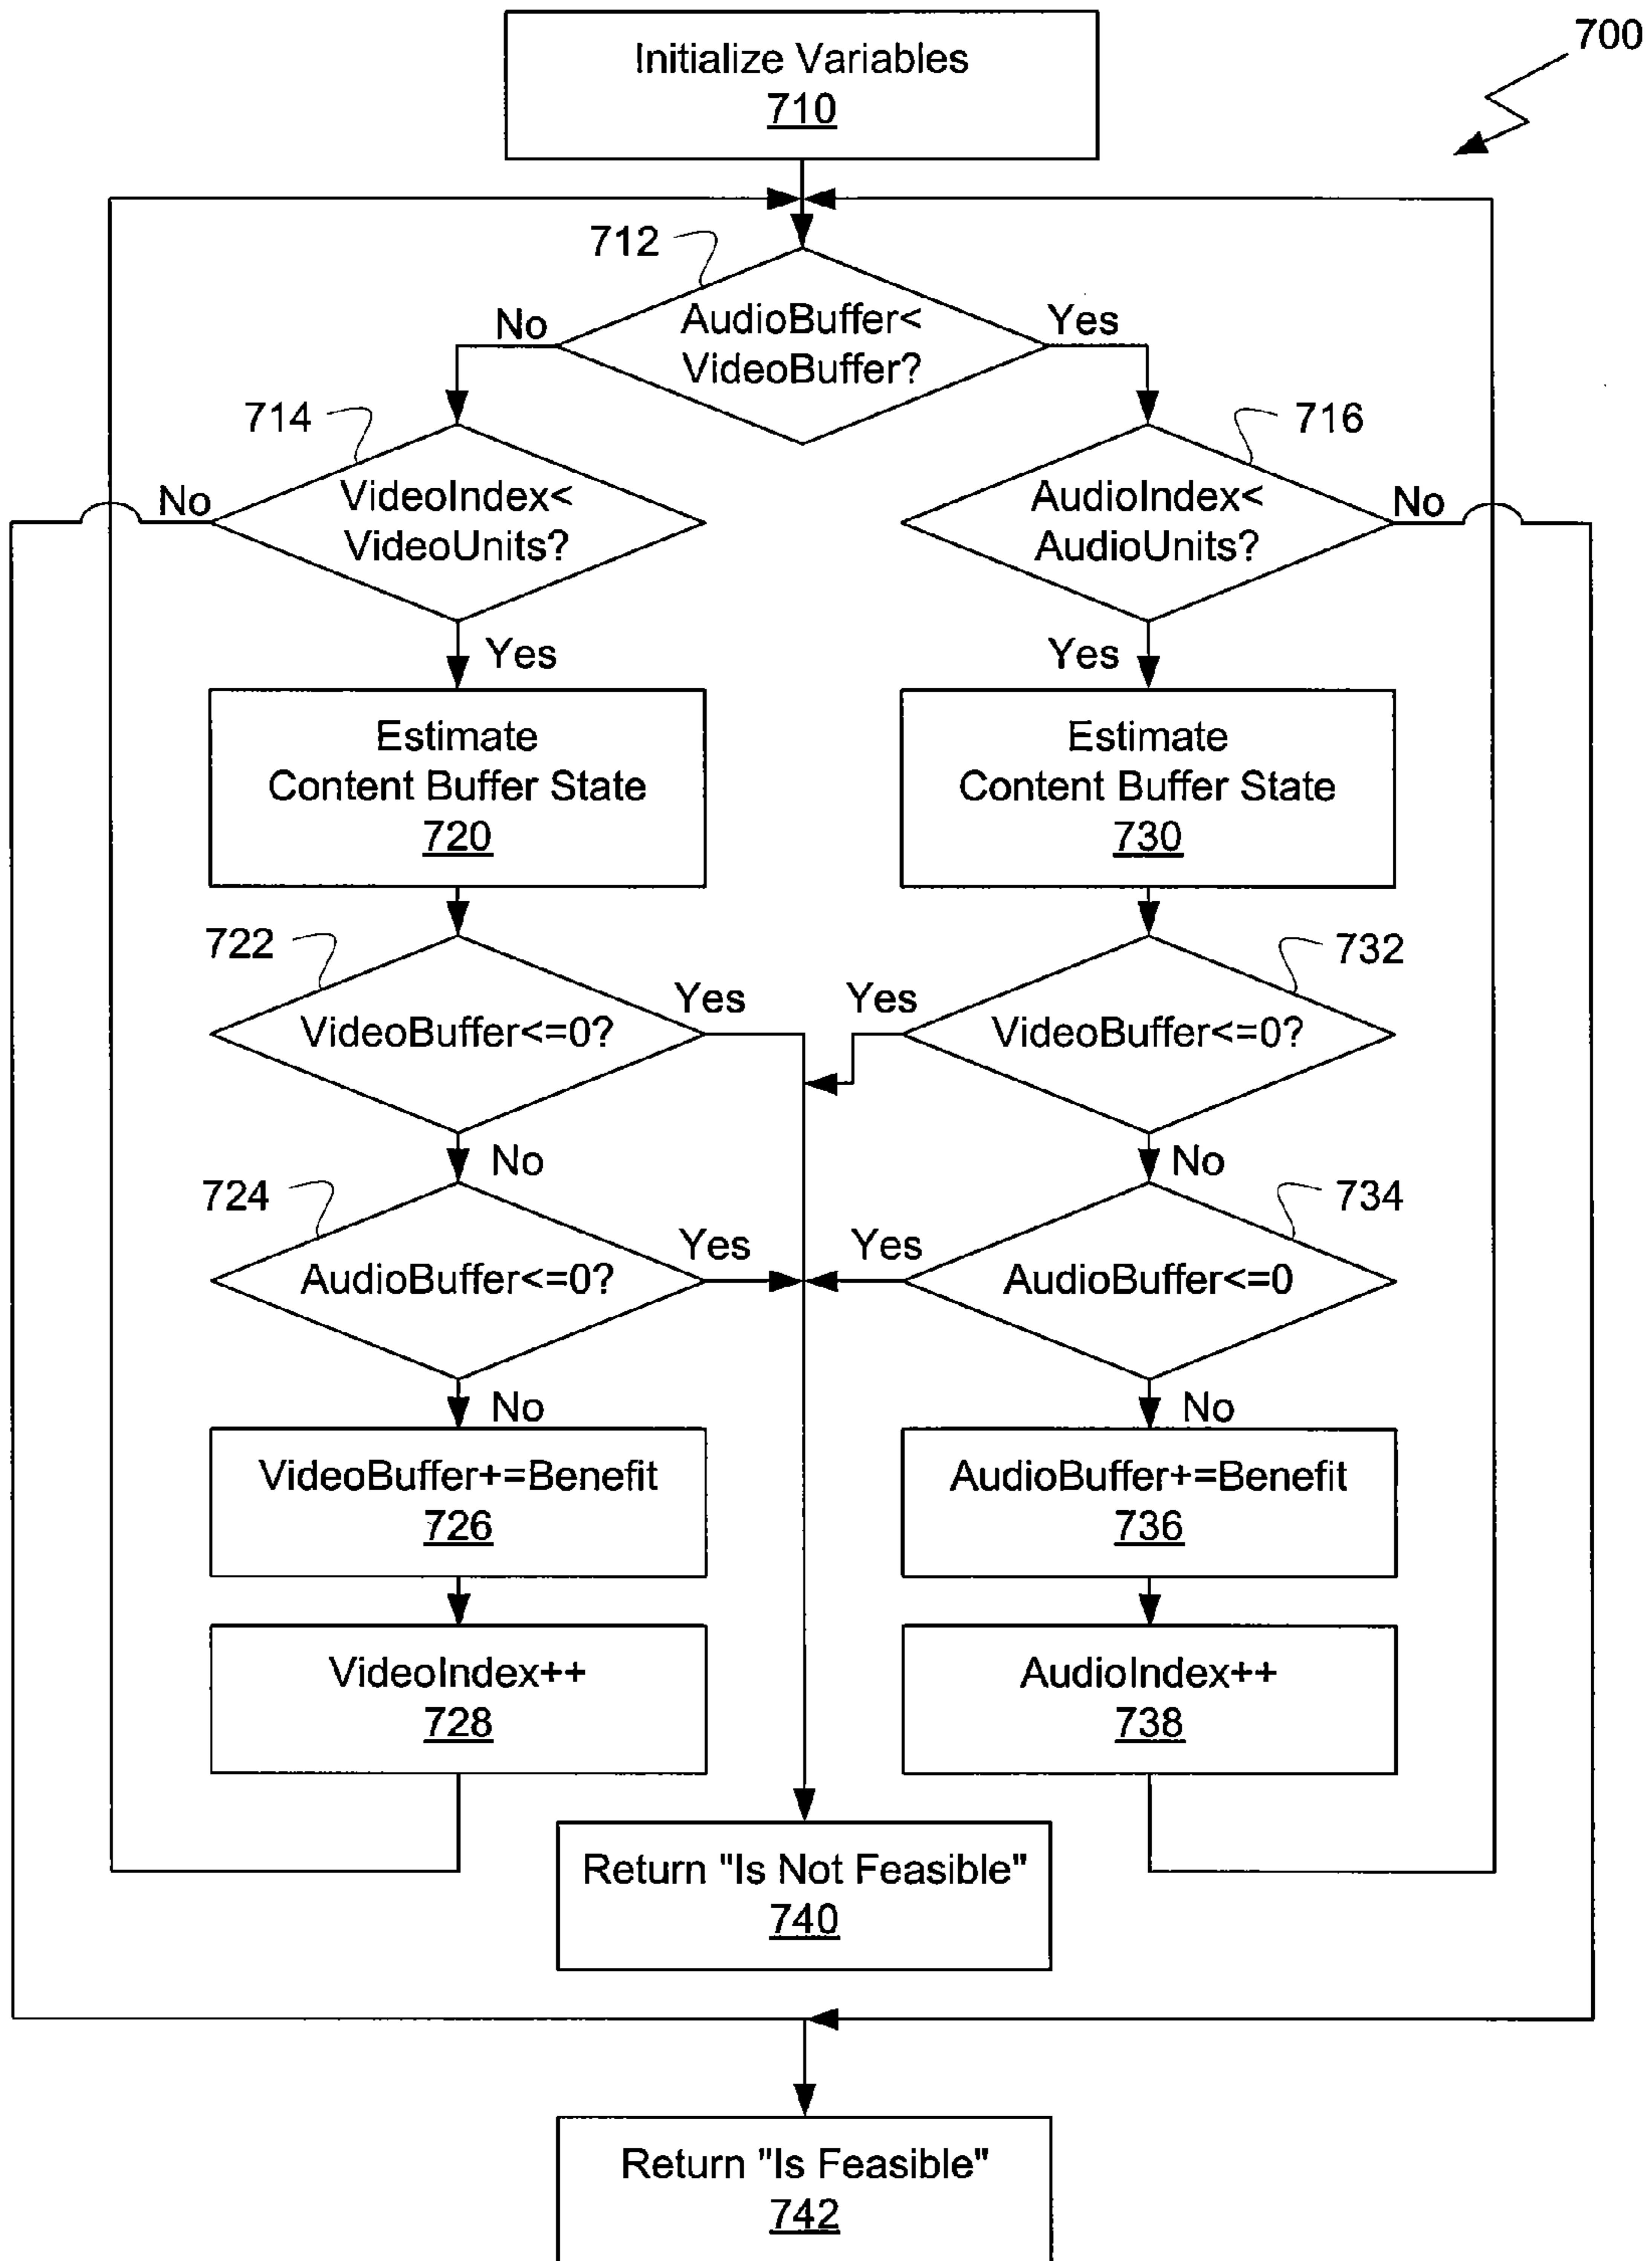 Initialize Variables
710
700
712
AudioBuffer<
VideoBuffer?
No
Yes
714
VideoIndex<
VideoUnits?
No
716
AudioIndex<
AudioUnits?
No
Yes
Yes
Estimate
Content Buffer State
720
Estimate
Content Buffer State
730
722
VideoBuffer<=0?
Yes
732
VideoBuffer<=0?
Yes
No
No
724
AudioBuffer<=0?
Yes
734
AudioBuffer<=0
Yes
No
No
VideoBuffer+=Benefit
726
AudioBuffer+=Benefit
736
VideoIndex++
728
AudioIndex++
738
Return "Is Not Feasible"
740
Return "Is Feasible"
742